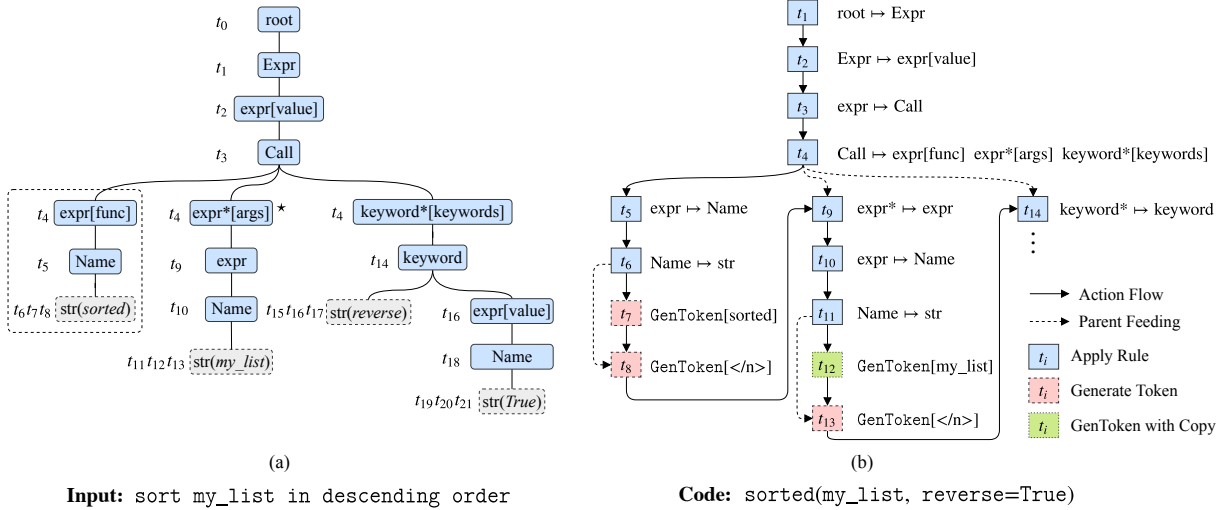 t0 root
t1 Expr
t2 expr[value]
t3 Call
t4 expr[func] t4 expr*[args] ★ t4 keyword*[keywords]
t5 Name t9 expr t14 keyword
t6t7t8 str(sorted) t10 Name t15t16t17 str(reverse) t16 expr[value]
t11t12t13 str(my_list) t18 Name
t19t20t21 str(True)
(a)
t1 root ↦ Expr
t2 Expr ↦ expr[value]
t3 expr ↦ Call
t4 Call ↦ expr[func] expr*[args] keyword*[keywords]
t5 expr ↦ Name t9 expr* ↦ expr t14 keyword* ↦ keyword
t6 Name ↦ str t10 expr ↦ Name
t7 GenToken[sorted] t11 Name ↦ str
t8 GenToken[</n>] t12 GenToken[my_list]
t13 GenToken[</n>]
Action Flow
Parent Feeding
ti Apply Rule
ti Generate Token
ti GenToken with Copy
(b)
Input: sort my_list in descending order
Code: sorted(my_list, reverse=True)